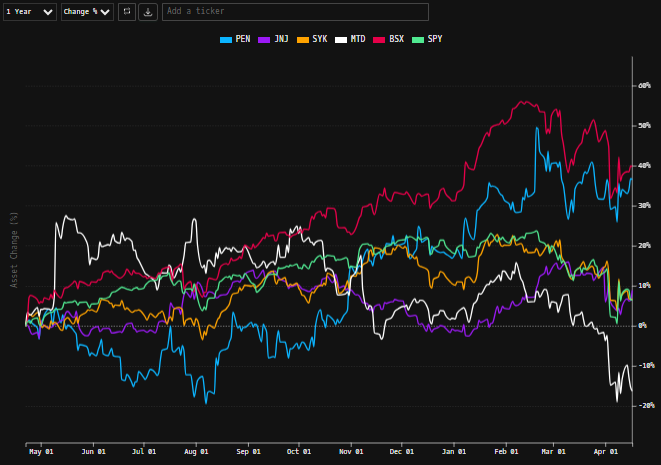 1 Year Change % Add a ticker
PEN JNJ SYK MTD BSX SPY
60%
50%
40%
30%
20%
10%
0%
-10%
-20%
Asset Change (%)
May 01 Jun 01 Jul 01 Aug 01 Sep 01 Oct 01 Nov 01 Dec 01 Jan 01 Feb 01 Mar 01 Apr 01